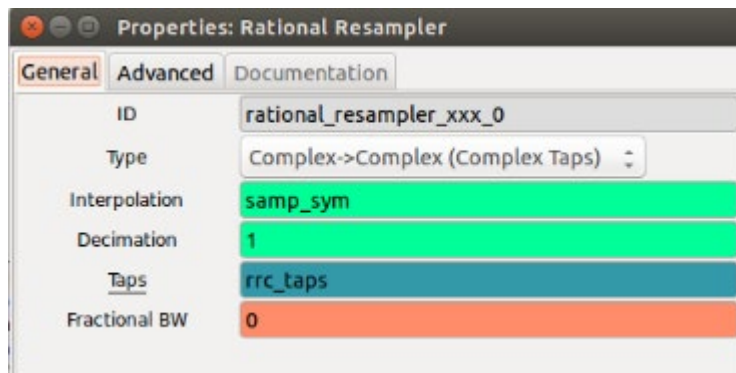 Properties: Rational Resampler
General Advanced Documentation
ID rational_resampler_xxx_0
Type Complex->Complex (Complex Taps)
Interpolation samp_sym
Decimation 1
Taps rrc_taps
Fractional BW 0